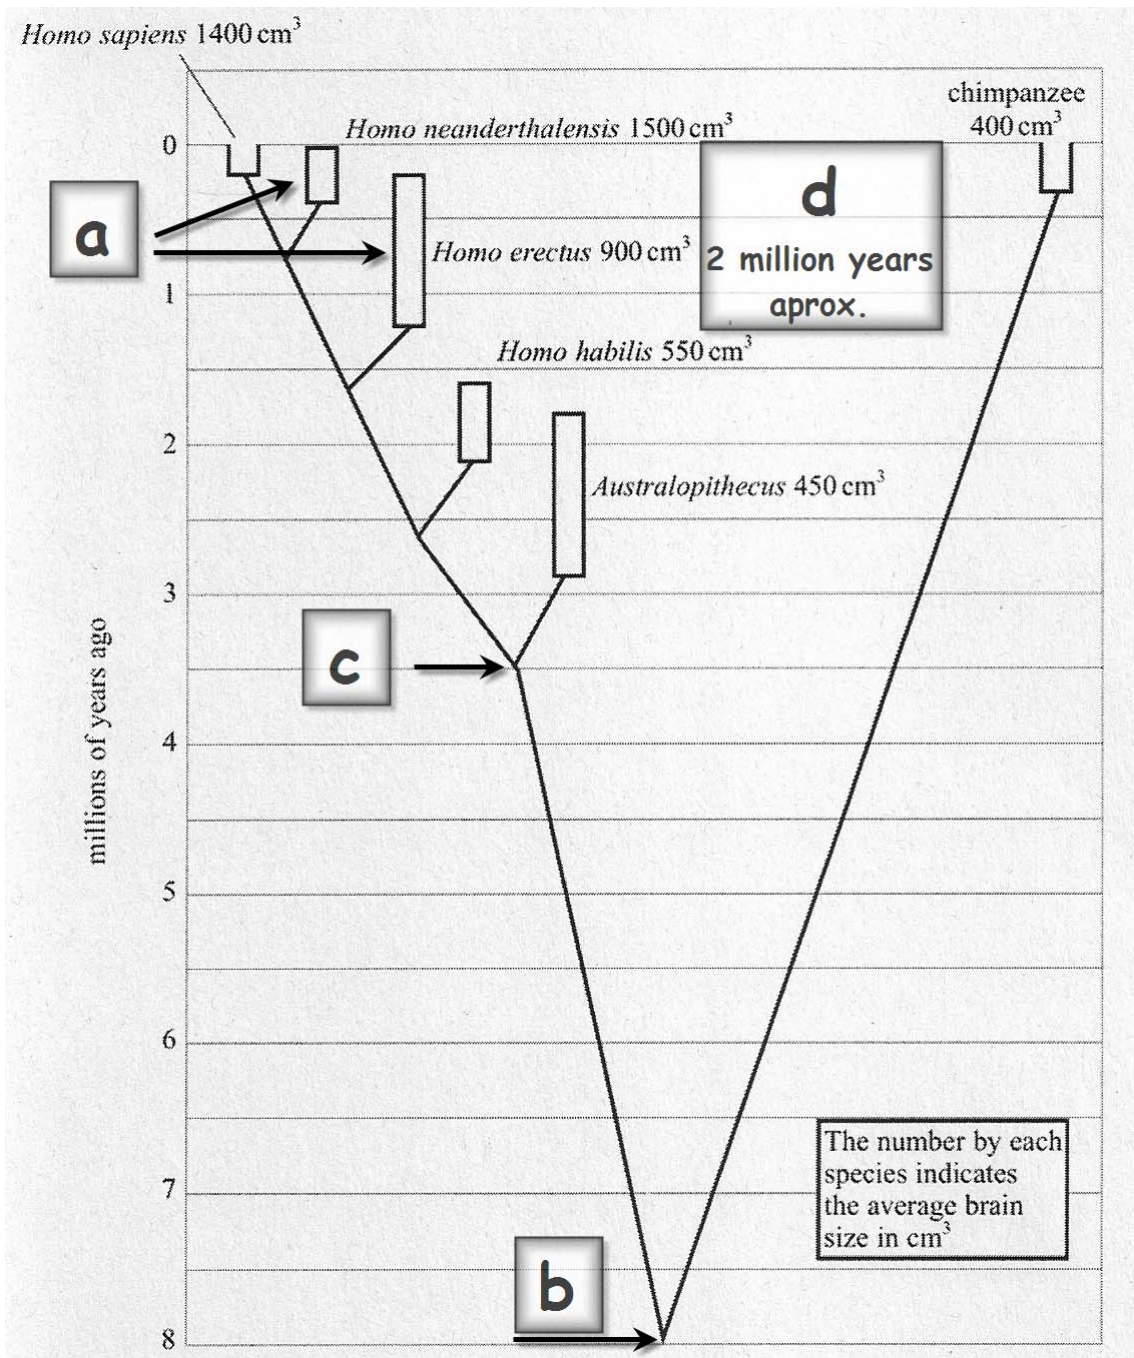 Homo sapiens 1400 cm³
chimpanzee
400 cm³
Homo neanderthalensis 1500 cm³
0
d
a
Homo erectus 900 cm³
2 million years
aprox.
1
Homo habilis 550 cm³
2
Australopithecus 450 cm³
3
c
millions of years ago
4
5
6
The number by each
species indicates
the average brain
size in cm³
7
b
8